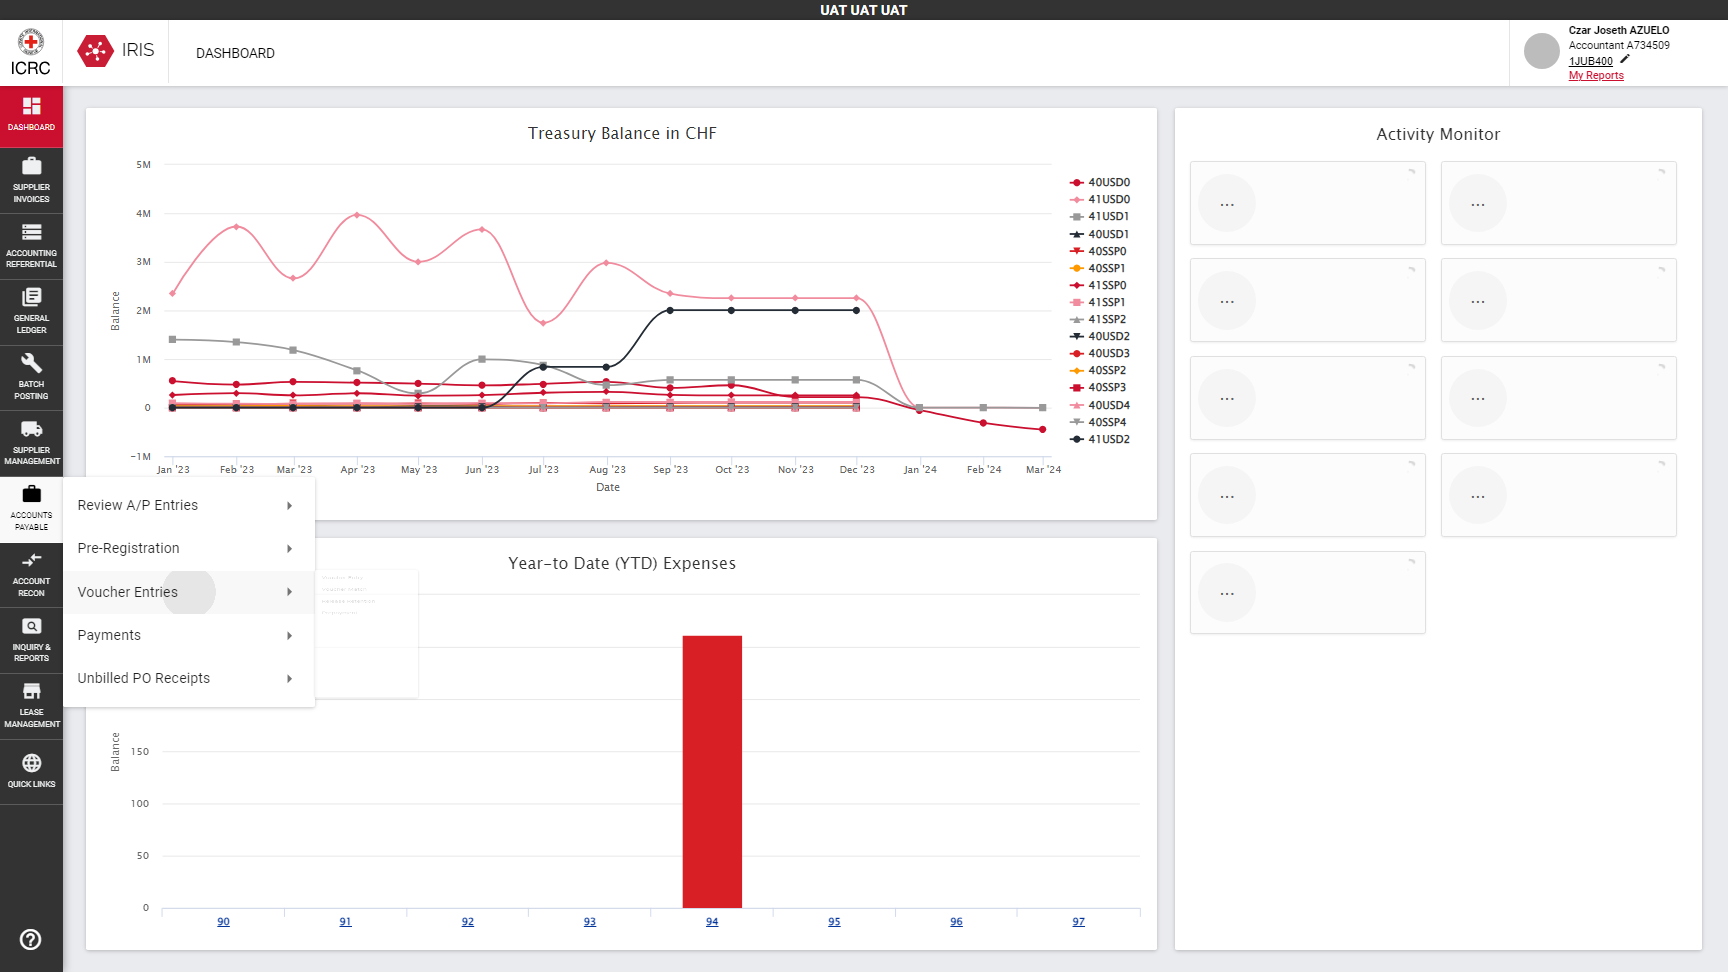 UAT UAT UAT
ICRC
IRIS
DASHBOARD
Czar Joseth AZUELO
Accountant A734509
1JUB400
My Reports
DASHBOARD
SUPPLIER
INVOICES
ACCOUNTING
REFERENTIAL
GENERAL
LEDGER
BATCH
POSTING
SUPPLIER
MANAGEMENT
ACCOUNTS
PAYABLE
ACCOUNT
RECON
INQUIRY &
REPORTS
LEASE
MANAGEMENT
QUICK LINKS
Review A/P Entries
Pre-Registration
Voucher Entries
Payments
Unbilled PO Receipts
Treasury Balance in CHF
Balance
5M
4M
3M
2M
1M
0
−1M
Jan '23
Feb '23
Mar '23
Apr '23
May '23
Jun '23
Jul '23
Aug '23
Sep '23
Oct '23
Nov '23
Dec '23
Jan '24
Feb '24
Mar '24
Date
40USD0
41USD0
41USD1
40USD1
40SSP0
40SSP1
41SSP0
41SSP1
41SSP2
40USD2
40USD3
40SSP2
40SSP3
40USD4
40SSP4
41USD2
Year-to Date (YTD) Expenses
Balance
150
100
50
0
90
91
92
93
94
95
96
97
Activity Monitor
...
...
...
...
...
...
...
...
...